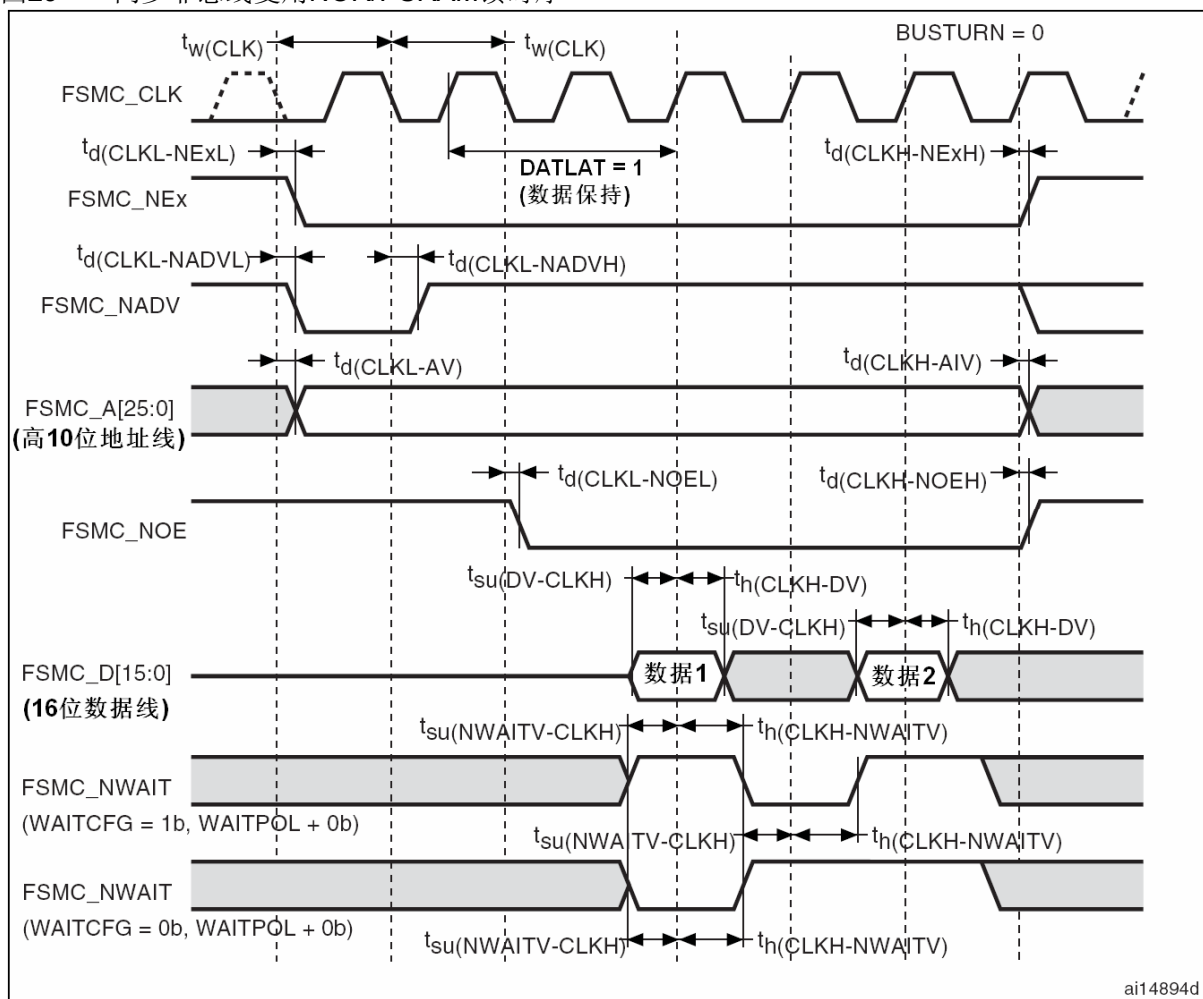 tw(CLK)
tw(CLK)
BUSTURN = 0
FSMC_CLK
td(CLKL-NExL)
DATLAT = 1
(数据保持)
td(CLKH-NExH)
FSMC_NEx
td(CLKL-NADVL)
td(CLKL-NADVH)
FSMC_NADV
td(CLKL-AV)
td(CLKH-AIV)
FSMC_A[25:0]
(高10位地址线)
td(CLKL-NOEL)
td(CLKH-NOEH)
FSMC_NOE
tsu(DV-CLKH)
th(CLKH-DV)
tsu(DV-CLKH)
th(CLKH-DV)
FSMC_D[15:0]
数据1
数据2
(16位数据线)
tsu(NWAITV-CLKH)
th(CLKH-NWAITV)
FSMC_NWAIT
(WAITCFG = 1b, WAITPOL + 0b)
tsu(NWAITV-CLKH)
th(CLKH-NWAITV)
FSMC_NWAIT
(WAITCFG = 0b, WAITPOL + 0b)
tsu(NWAITV-CLKH)
th(CLKH-NWAITV)
ai14894d